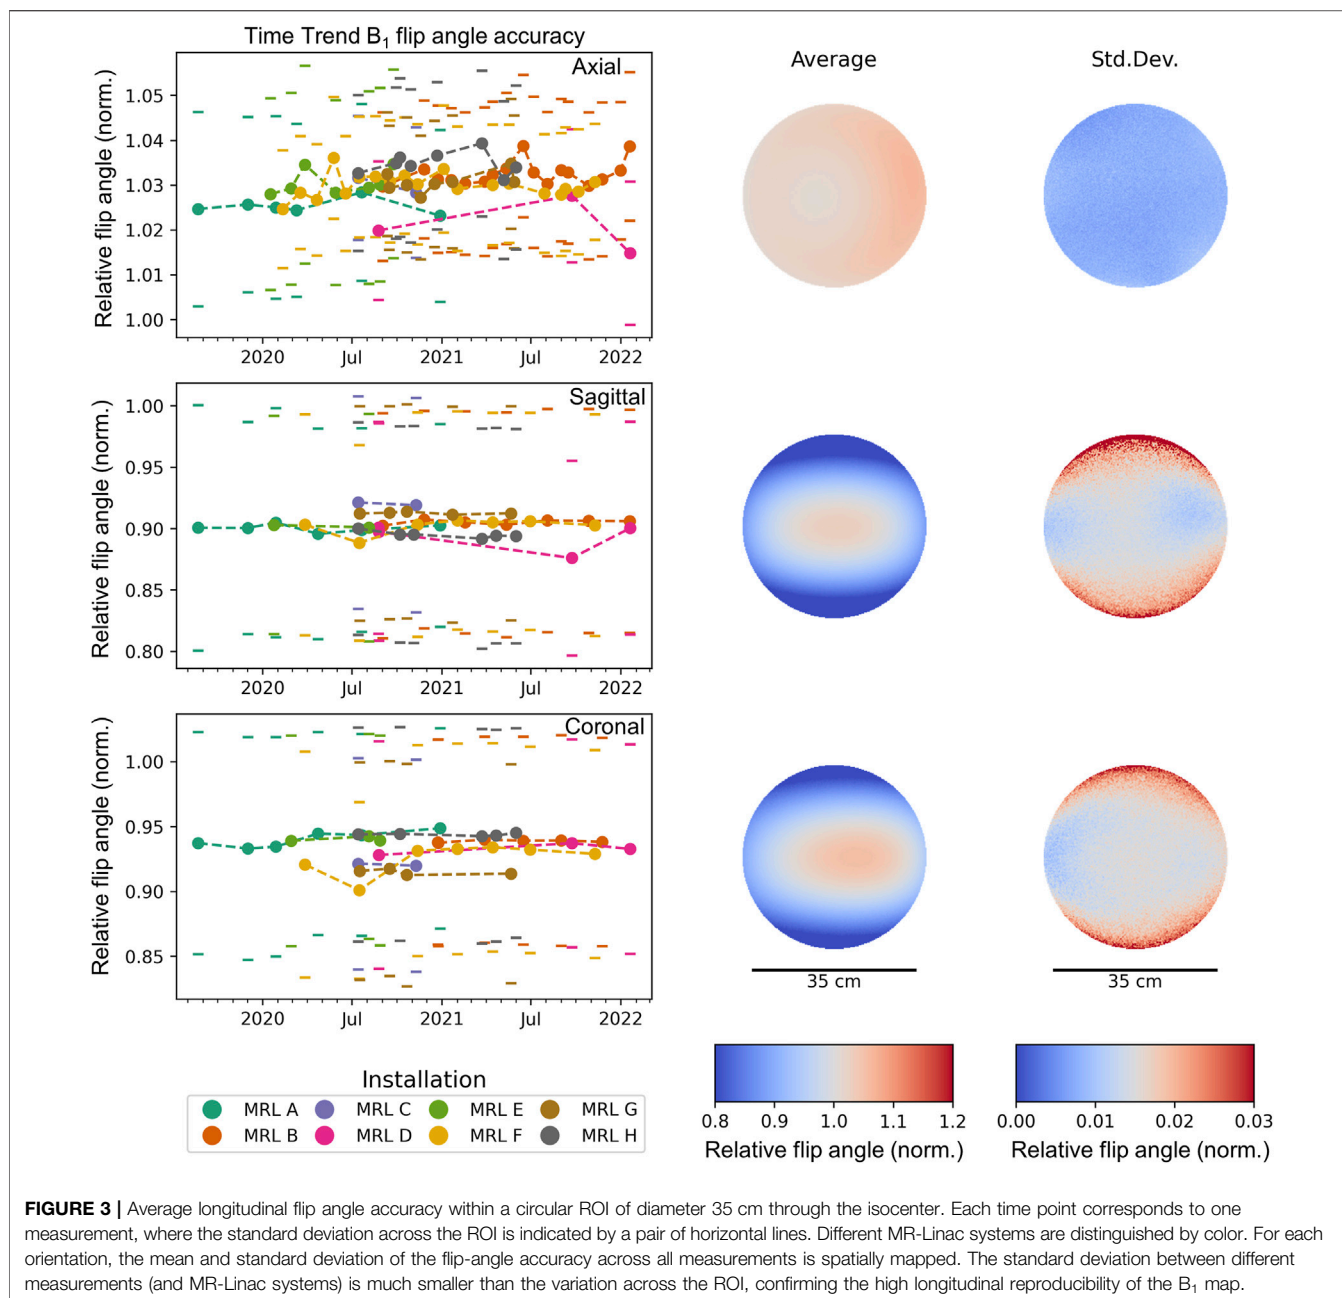 Time Trend B₁ flip angle accuracy
Axial
Relative flip angle (norm.)
1.05
1.04
1.03
1.02
1.01
1.00
2020 Jul 2021 Jul 2022
Average
Std.Dev.
Sagittal
Relative flip angle (norm.)
1.00
0.95
0.90
0.85
0.80
2020 Jul 2021 Jul 2022
Coronal
Relative flip angle (norm.)
1.00
0.95
0.90
0.85
2020 Jul 2021 Jul 2022
35 cm
35 cm
Installation
MRL A MRL C MRL E MRL G
MRL B MRL D MRL F MRL H
0.8 0.9 1.0 1.1 1.2
Relative flip angle (norm.)
0.00 0.01 0.02 0.03
Relative flip angle (norm.)
FIGURE 3 | Average longitudinal flip angle accuracy within a circular ROI of diameter 35 cm through the isocenter. Each time point corresponds to one
measurement, where the standard deviation across the ROI is indicated by a pair of horizontal lines. Different MR-Linac systems are distinguished by color. For each
orientation, the mean and standard deviation of the flip-angle accuracy across all measurements is spatially mapped. The standard deviation between different
measurements (and MR-Linac systems) is much smaller than the variation across the ROI, confirming the high longitudinal reproducibility of the B₁ map.